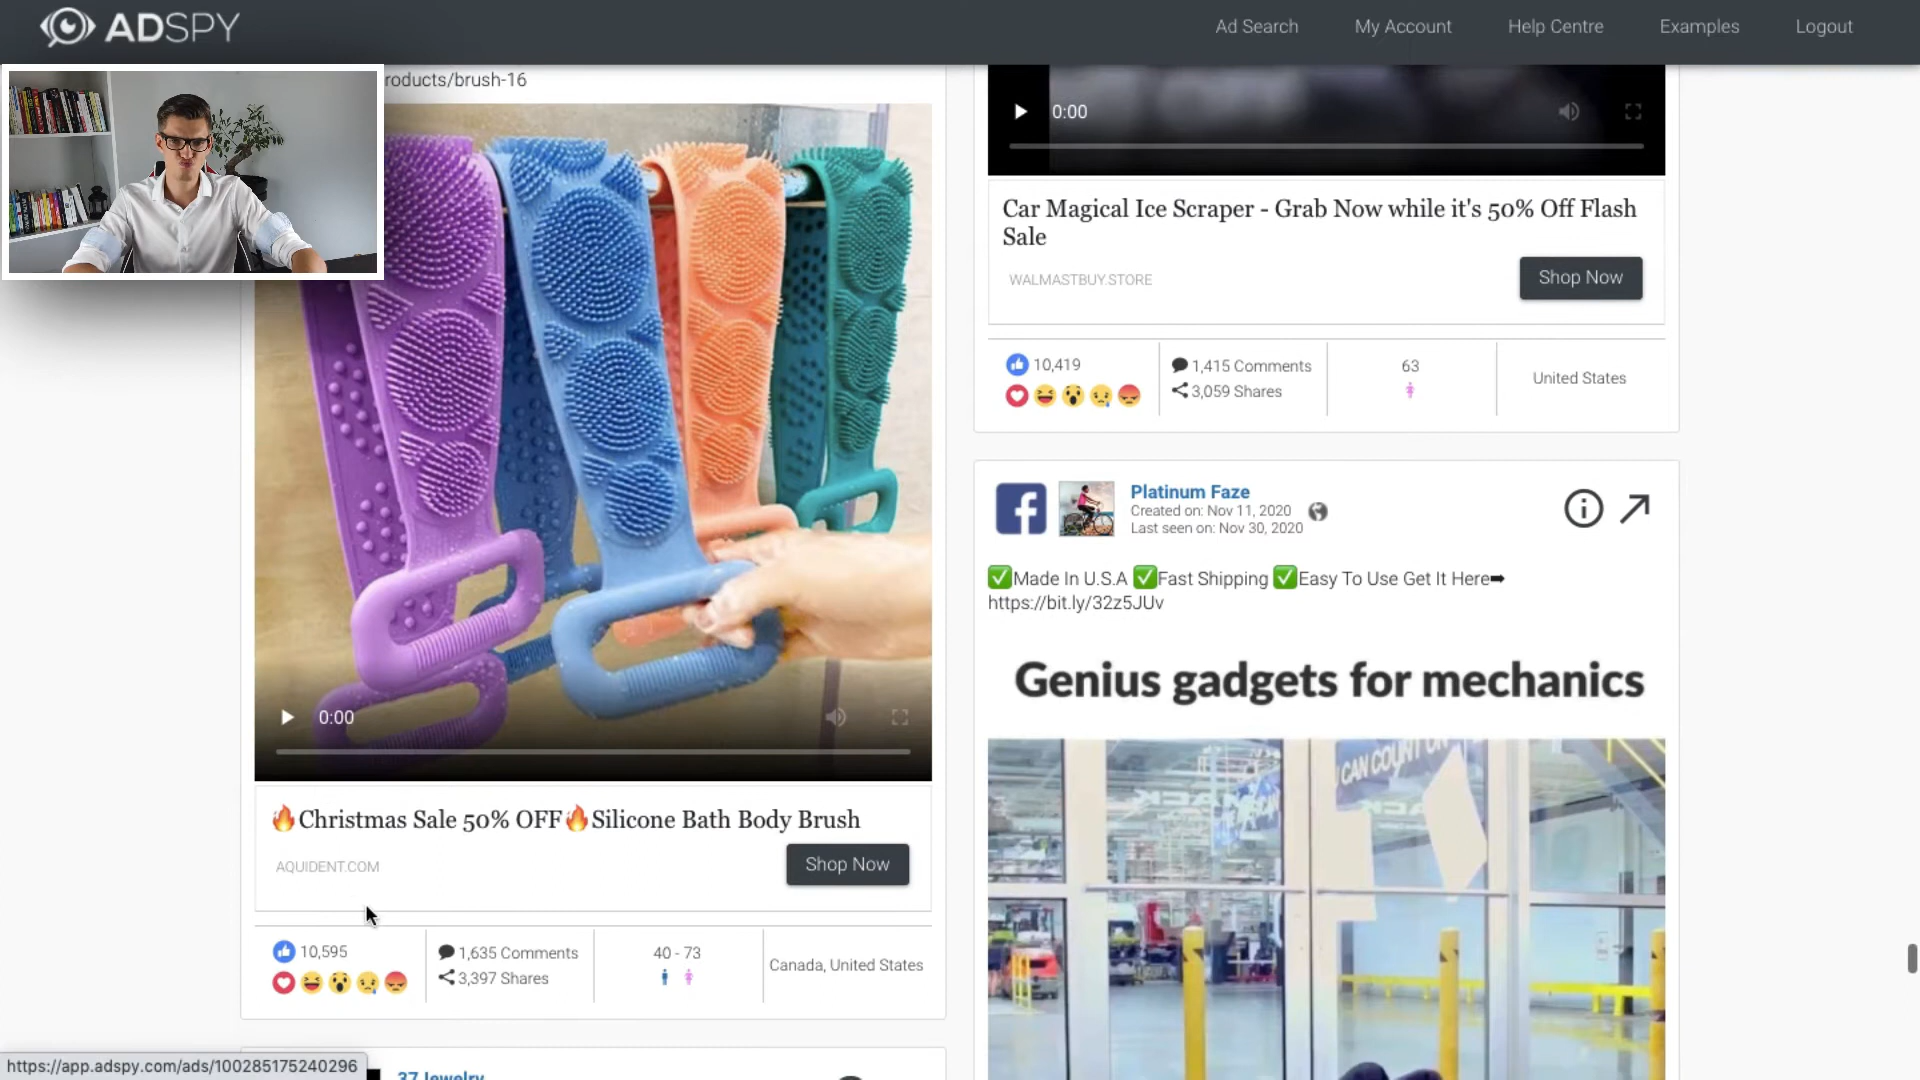 ADSPY
Ad Search
My Account
Help Centre
Examples
Logout
roducts/brush-16
0:00
🔥Christmas Sale 50% OFF🔥Silicone Bath Body Brush
AQUIDENT.COM
Shop Now
10,595
1,635 Comments
3,397 Shares
40 - 73
Canada, United States
37 Jewelry
https://app.adspy.com/ads/100285175240296
0:00
Car Magical Ice Scraper - Grab Now while it's 50% Off Flash
Sale
WALMASTBUY.STORE
Shop Now
10,419
1,415 Comments
3,059 Shares
63
United States
Platinum Faze
Created on: Nov 11, 2020
Last seen on: Nov 30, 2020
✅Made In U.S.A ✅Fast Shipping ✅Easy To Use Get It Here➡
https://bit.ly/32z5JUv
Genius gadgets for mechanics
CAN COUNT ON